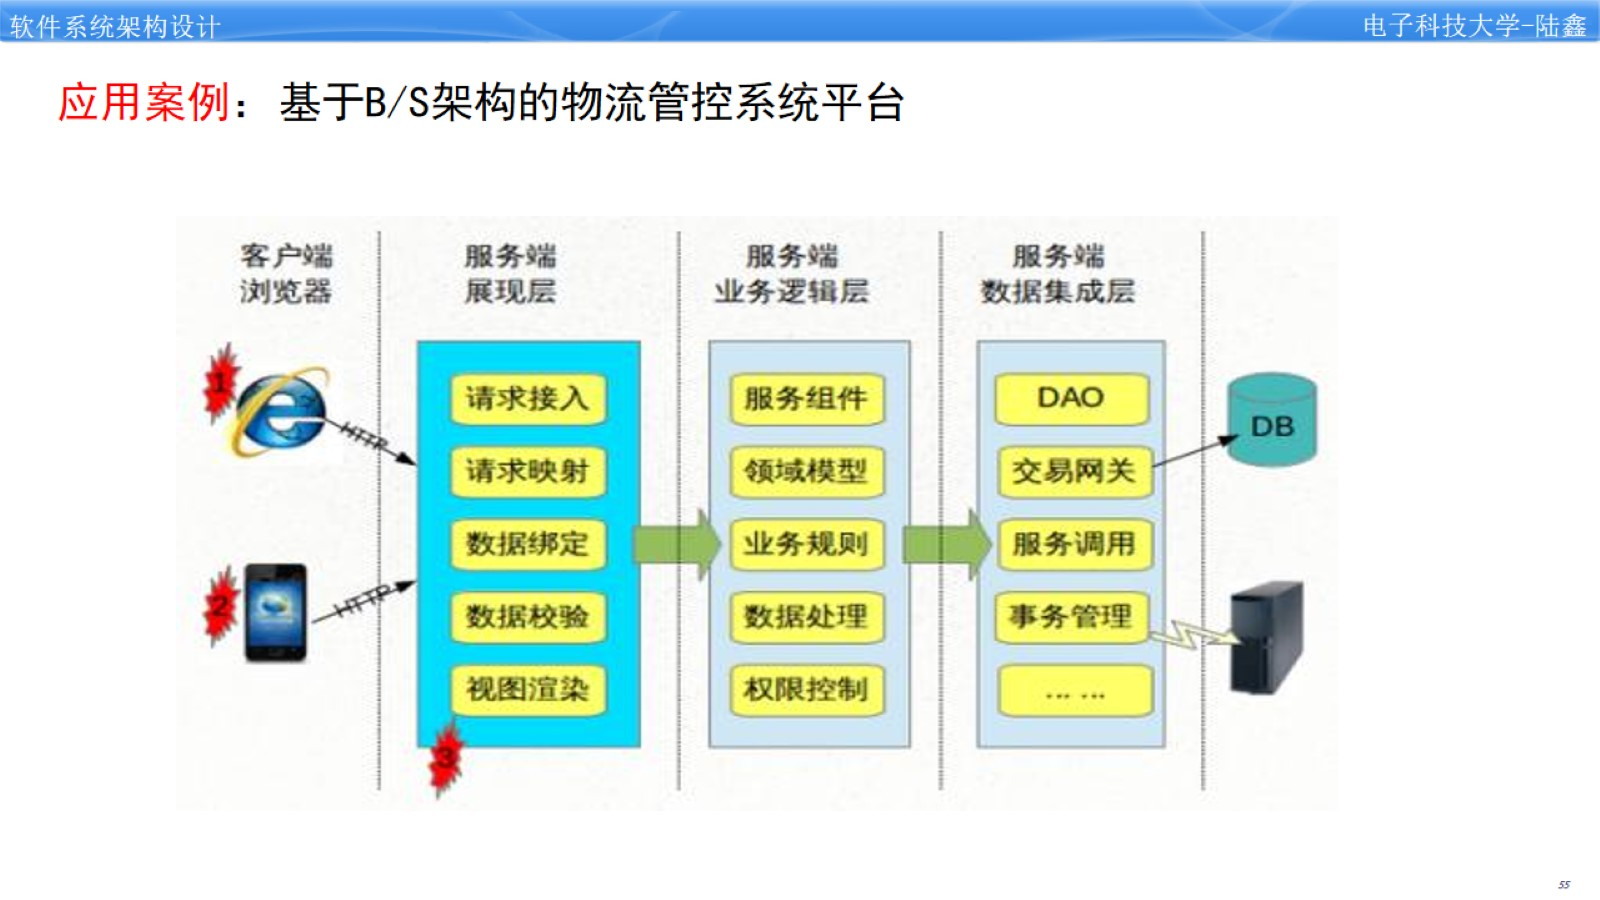 软件系统架构设计
电子科技大学-陆鑫
应用案例：基于B/S架构的物流管控系统平台
客户端
浏览器
服务端
展现层
服务端
业务逻辑层
服务端
数据集成层
1
HTTP
2
HTTP
请求接入
请求映射
数据绑定
数据校验
视图渲染
3
服务组件
领域模型
业务规则
数据处理
权限控制
DAO
交易网关
服务调用
事务管理
... ...
DB
55